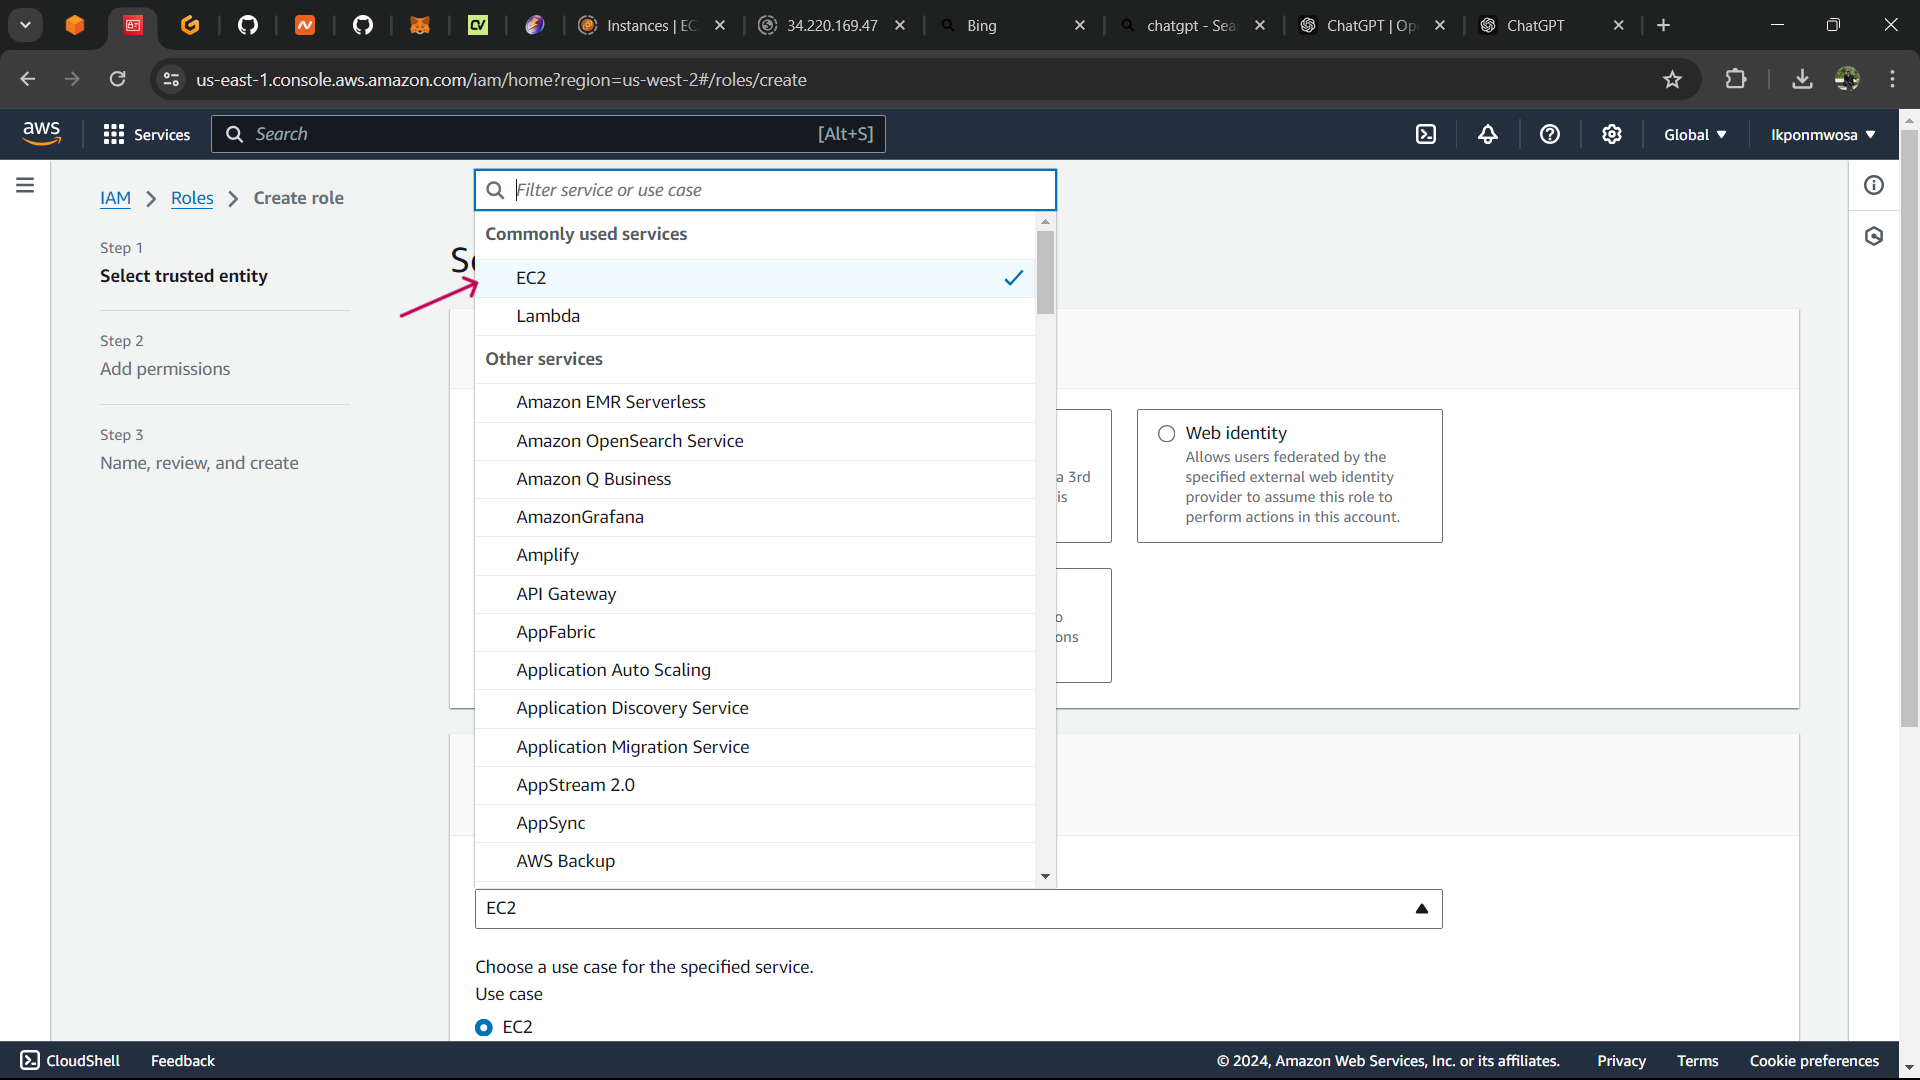 Instances | EC
34.220.169.47
Bing
chatgpt - Sea
ChatGPT | Op
ChatGPT
us-east-1.console.aws.amazon.com/iam/home?region=us-west-2#/roles/create
aws
Services
Search
[Alt+S]
Global
Ikponmwosa
IAM
Roles
Create role
Step 1
Select trusted entity
Step 2
Add permissions
Step 3
Name, review, and create
Filter service or use case
Commonly used services
EC2
Lambda
Other services
Amazon EMR Serverless
Amazon OpenSearch Service
Amazon Q Business
AmazonGrafana
Amplify
API Gateway
AppFabric
Application Auto Scaling
Application Discovery Service
Application Migration Service
AppStream 2.0
AppSync
AWS Backup
a 3rd
is
Web identity
Allows users federated by the
specified external web identity
provider to assume this role to
perform actions in this account.
o
ons
EC2
Choose a use case for the specified service.
Use case
EC2
CloudShell
Feedback
© 2024, Amazon Web Services, Inc. or its affiliates.
Privacy
Terms
Cookie preferences